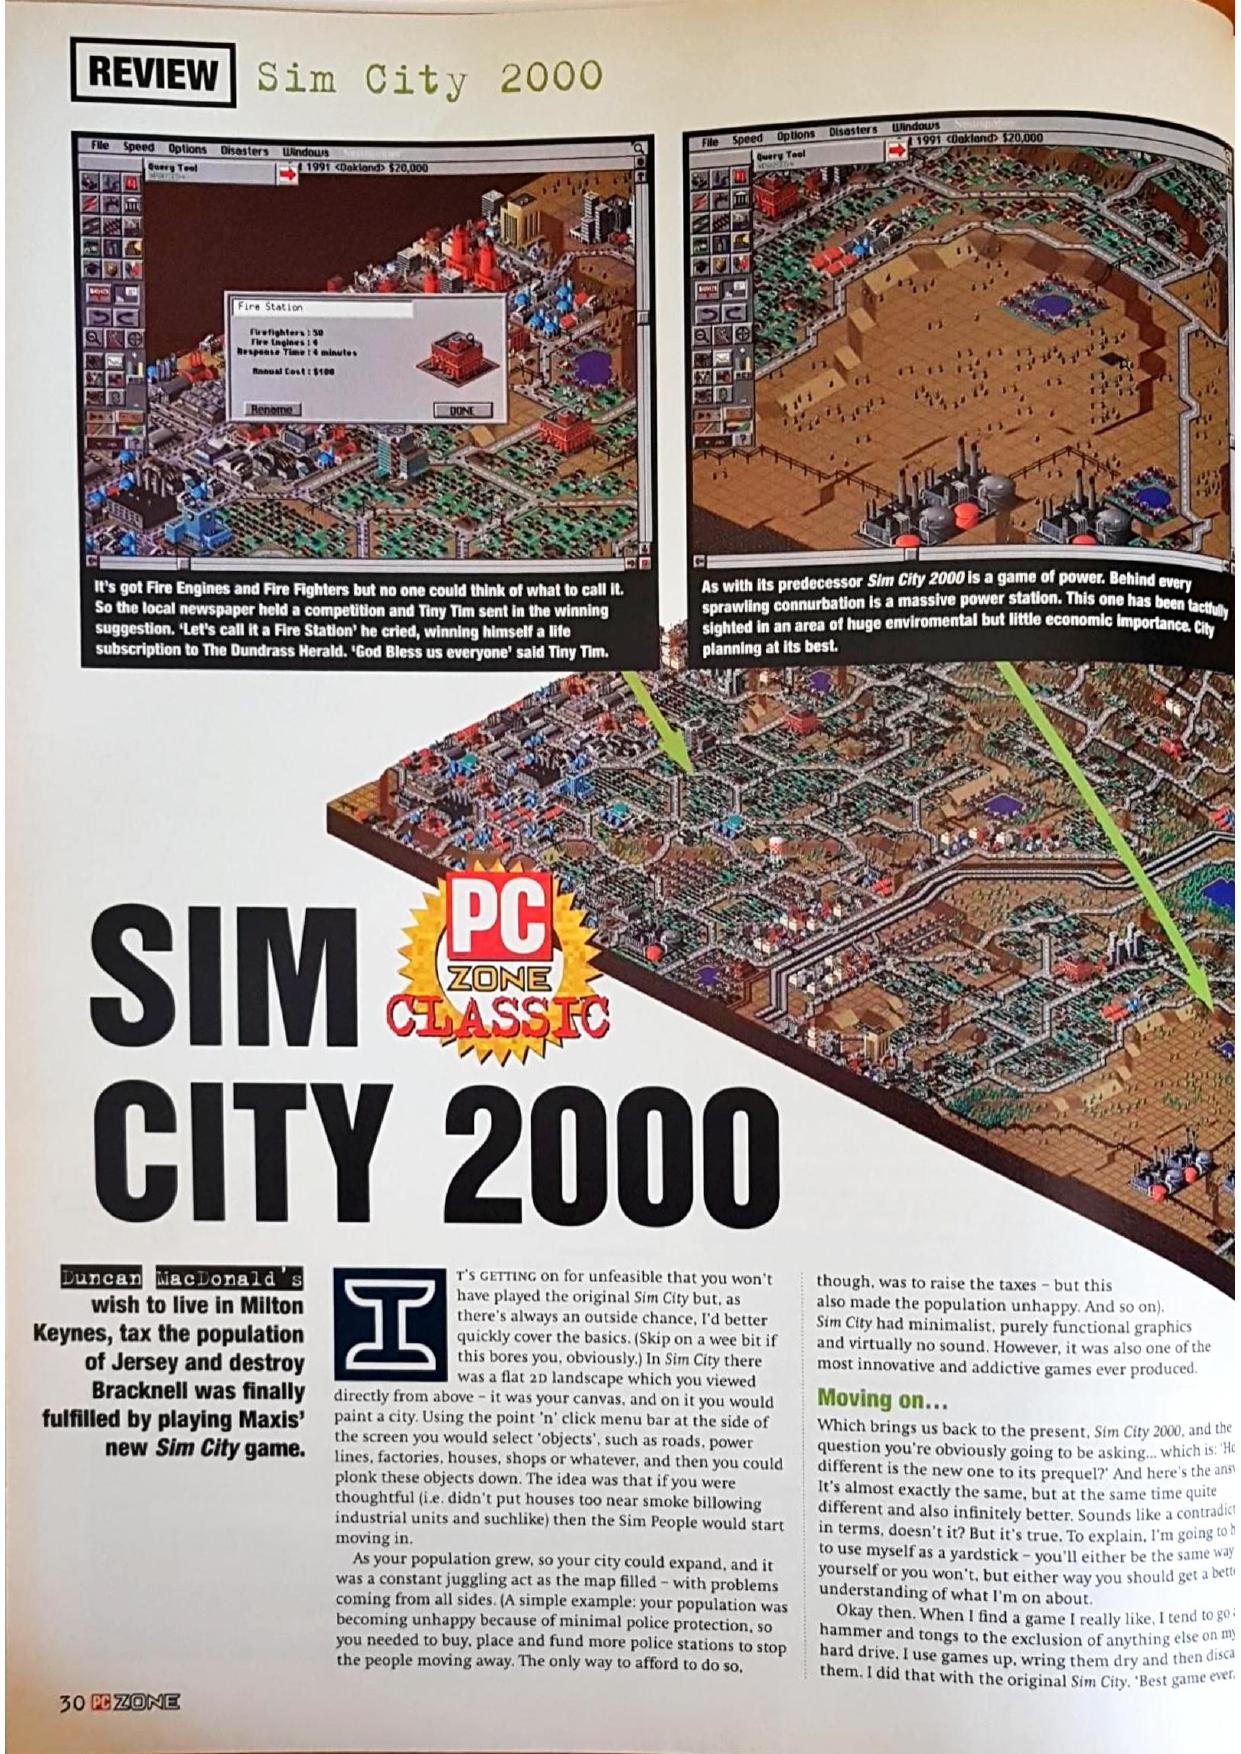 REVIEW Sim City 2000
File Speed Options Disasters Windows
Query Tool
1991 <Oakland> $20,000
Fire Station
Firefighters : 50
Fire Engines : 4
Response Time : 4 minutes
Annual Cost : $100
Rename DONE
It's got Fire Engines and Fire Fighters but no one could think of what to call it.
So the local newspaper held a competition and Tiny Tim sent in the winning
suggestion. 'Let's call it a Fire Station' he cried, winning himself a life
subscription to The Dundrass Herald. 'God Bless us everyone' said Tiny Tim.
File Speed Options Disasters Windows
Query Tool
1991 <Oakland> $20,000
As with its predecessor Sim City 2000 is a game of power. Behind every
sprawling connurbation is a massive power station. This one has been tactfully
sighted in an area of huge enviromental but little economic importance. City
planning at its best.
SIM
CITY 2000
PC
ZONE
CLASSIC
Duncan MacDonald's
wish to live in Milton
Keynes, tax the population
of Jersey and destroy
Bracknell was finally
fulfilled by playing Maxis'
new Sim City game.
IT'S GETTING on for unfeasible that you won't
have played the original Sim City but, as
there's always an outside chance, I'd better
quickly cover the basics. (Skip on a wee bit if
this bores you, obviously.) In Sim City there
was a flat 2D landscape which you viewed
directly from above – it was your canvas, and on it you would
paint a city. Using the point 'n' click menu bar at the side of
the screen you would select 'objects', such as roads, power
lines, factories, houses, shops or whatever, and then you could
plonk these objects down. The idea was that if you were
thoughtful (i.e. didn't put houses too near smoke billowing
industrial units and suchlike) then the Sim People would start
moving in.
As your population grew, so your city could expand, and it
was a constant juggling act as the map filled – with problems
coming from all sides. (A simple example: your population was
becoming unhappy because of minimal police protection, so
you needed to buy, place and fund more police stations to stop
the people moving away. The only way to afford to do so,
though, was to raise the taxes – but this
also made the population unhappy. And so on).
Sim City had minimalist, purely functional graphics
and virtually no sound. However, it was also one of the
most innovative and addictive games ever produced.
Moving on...
Which brings us back to the present, Sim City 2000, and the
question you're obviously going to be asking... which is:
different is the new one to its prequel?' And here's the
It's almost exactly the same, but at the same time quite
different and also infinitely better. Sounds like a
in terms, doesn't it? But it's true. To explain, I'm going to
to use myself as a yardstick – you'll either be the same way
yourself or you won't, but either way you should get a
understanding of what I'm on about.
Okay then. When I find a game I really like, I tend to go
hammer and tongs to the exclusion of anything else on my
hard drive. I use games up, wring them dry and then
them. I did that with the original Sim City. 'Best game ever
30 PC ZONE